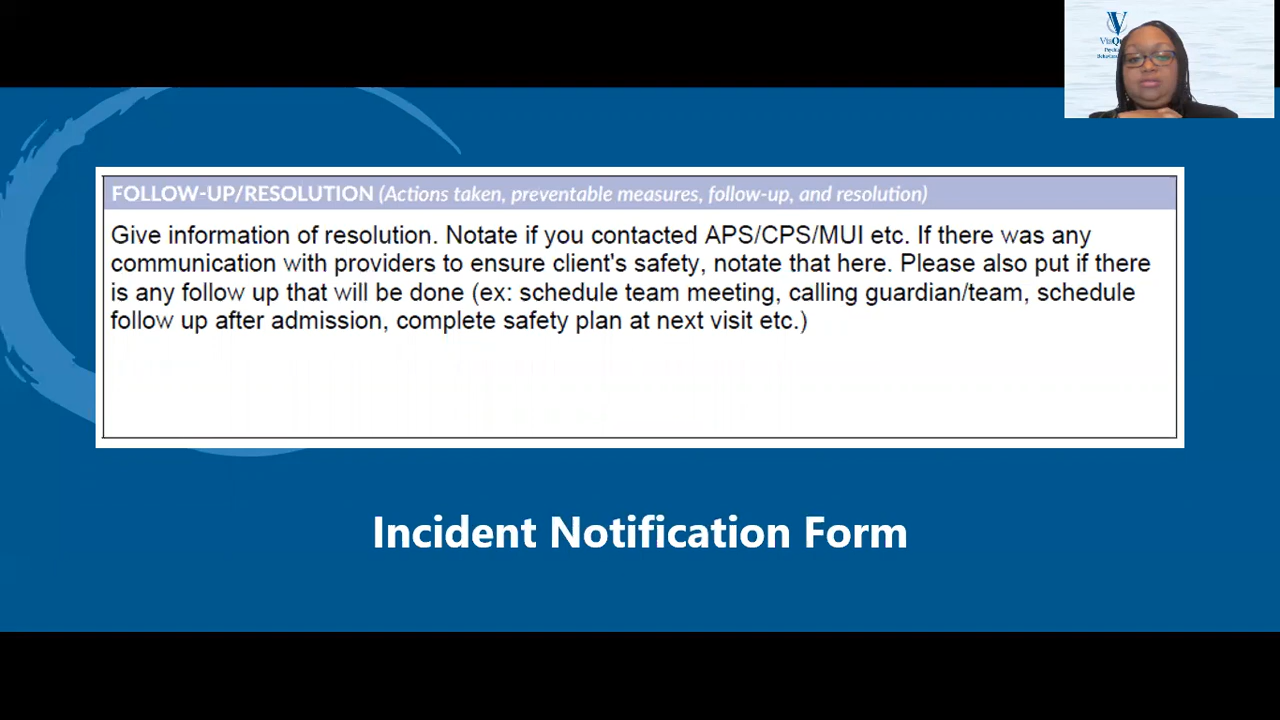 FOLLOW-UP/RESOLUTION (Actions taken, preventable measures, follow-up, and resolution)
Give information of resolution. Notate if you contacted APS/CPS/MUI etc. If there was any
communication with providers to ensure client's safety, notate that here. Please also put if there
is any follow up that will be done (ex: schedule team meeting, calling guardian/team, schedule
follow up after admission, complete safety plan at next visit etc.)
Incident Notification Form